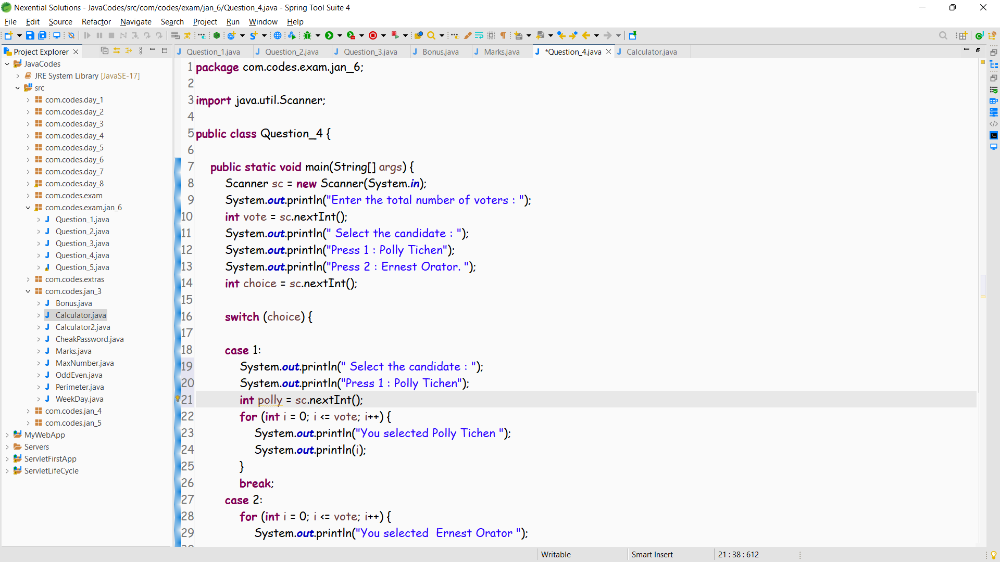 Nexential Solutions - JavaCodes/src/com/codes/exam/jan_6/Question_4.java - Spring Tool Suite 4
File Edit Source Refactor Navigate Search Project Run Window Help
Project Explorer
Question_1.java Question_2.java Question_3.java Bonus.java Marks.java *Question_4.java Calculator.java
JavaCodes
JRE System Library [JavaSE-17]
src
com.codes.day_1
com.codes.day_2
com.codes.day_3
com.codes.day_4
com.codes.day_5
com.codes.day_6
com.codes.day_7
com.codes.day_8
com.codes.exam
com.codes.exam.jan_6
Question_1.java
Question_2.java
Question_3.java
Question_4.java
Question_5.java
com.codes.extras
com.codes.jan_3
Bonus.java
Calculator.java
Calculator2.java
CheakPassword.java
Marks.java
MaxNumber.java
OddEven.java
Perimeter.java
WeekDay.java
com.codes.jan_4
com.codes.jan_5
MyWebApp
Servers
ServletFirstApp
ServletLifeCycle
1 package com.codes.exam.jan_6;
2
3 import java.util.Scanner;
4
5 public class Question_4 {
6
7 public static void main(String[] args) {
8 Scanner sc = new Scanner(System.in);
9 System.out.println("Enter the total number of voters : ");
10 int vote = sc.nextInt();
11 System.out.println(" Select the candidate : ");
12 System.out.println("Press 1 : Polly Tichen");
13 System.out.println("Press 2 : Ernest Orator. ");
14 int choice = sc.nextInt();
15
16 switch (choice) {
17
18 case 1:
19 System.out.println(" Select the candidate : ");
20 System.out.println("Press 1 : Polly Tichen");
21 int polly = sc.nextInt();
22 for (int i = 0; i <= vote; i++) {
23 System.out.println("You selected Polly Tichen ");
24 System.out.println(i);
25 }
26 break;
27 case 2:
28 for (int i = 0; i <= vote; i++) {
29 System.out.println("You selected  Ernest Orator ");
Writable Smart Insert 21 : 38 : 612